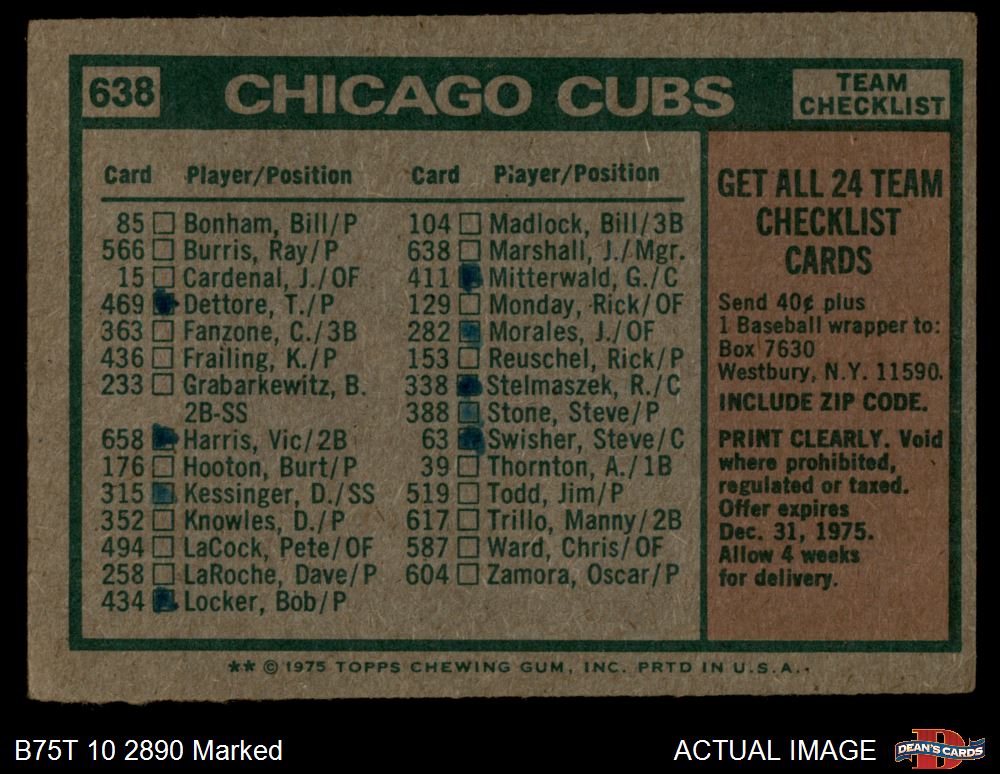 638 CHICAGO CUBS TEAM CHECKLIST
Card Player/Position
85 Bonham, Bill/P
566 Burris, Ray/P
15 Cardenal, J./OF
469 Dettore, T./P
363 Fanzone, C./3B
436 Frailing, K./P
233 Grabarkewitz, B.
2B-SS
658 Harris, Vic/2B
176 Hooton, Burt/P
315 Kessinger, D./SS
352 Knowles, D./P
494 LaCock, Pete/OF
258 LaRoche, Dave/P
434 Locker, Bob/P
Card Player/Position
104 Madlock, Bill/3B
638 Marshall, J./Mgr.
411 Mitterwald, G./C
129 Monday, Rick/OF
282 Morales, J./OF
153 Reuschel, Rick/P
338 Stelmaszek, R./C
388 Stone, Steve/P
63 Swisher, Steve/C
39 Thornton, A./1B
519 Todd, Jim/P
617 Trillo, Manny/2B
587 Ward, Chris/OF
604 Zamora, Oscar/P
GET ALL 24 TEAM
CHECKLIST
CARDS
Send 40¢ plus
1 Baseball wrapper to:
Box 7630
Westbury, N.Y. 11590.
INCLUDE ZIP CODE.
PRINT CLEARLY. Void
where prohibited,
regulated or taxed.
Offer expires
Dec. 31, 1975.
Allow 4 weeks
for delivery.
** © 1975 TOPPS CHEWING GUM, INC. PRTD IN U.S.A.
B75T 10 2890 Marked
ACTUAL IMAGE
DEAN'S CARDS